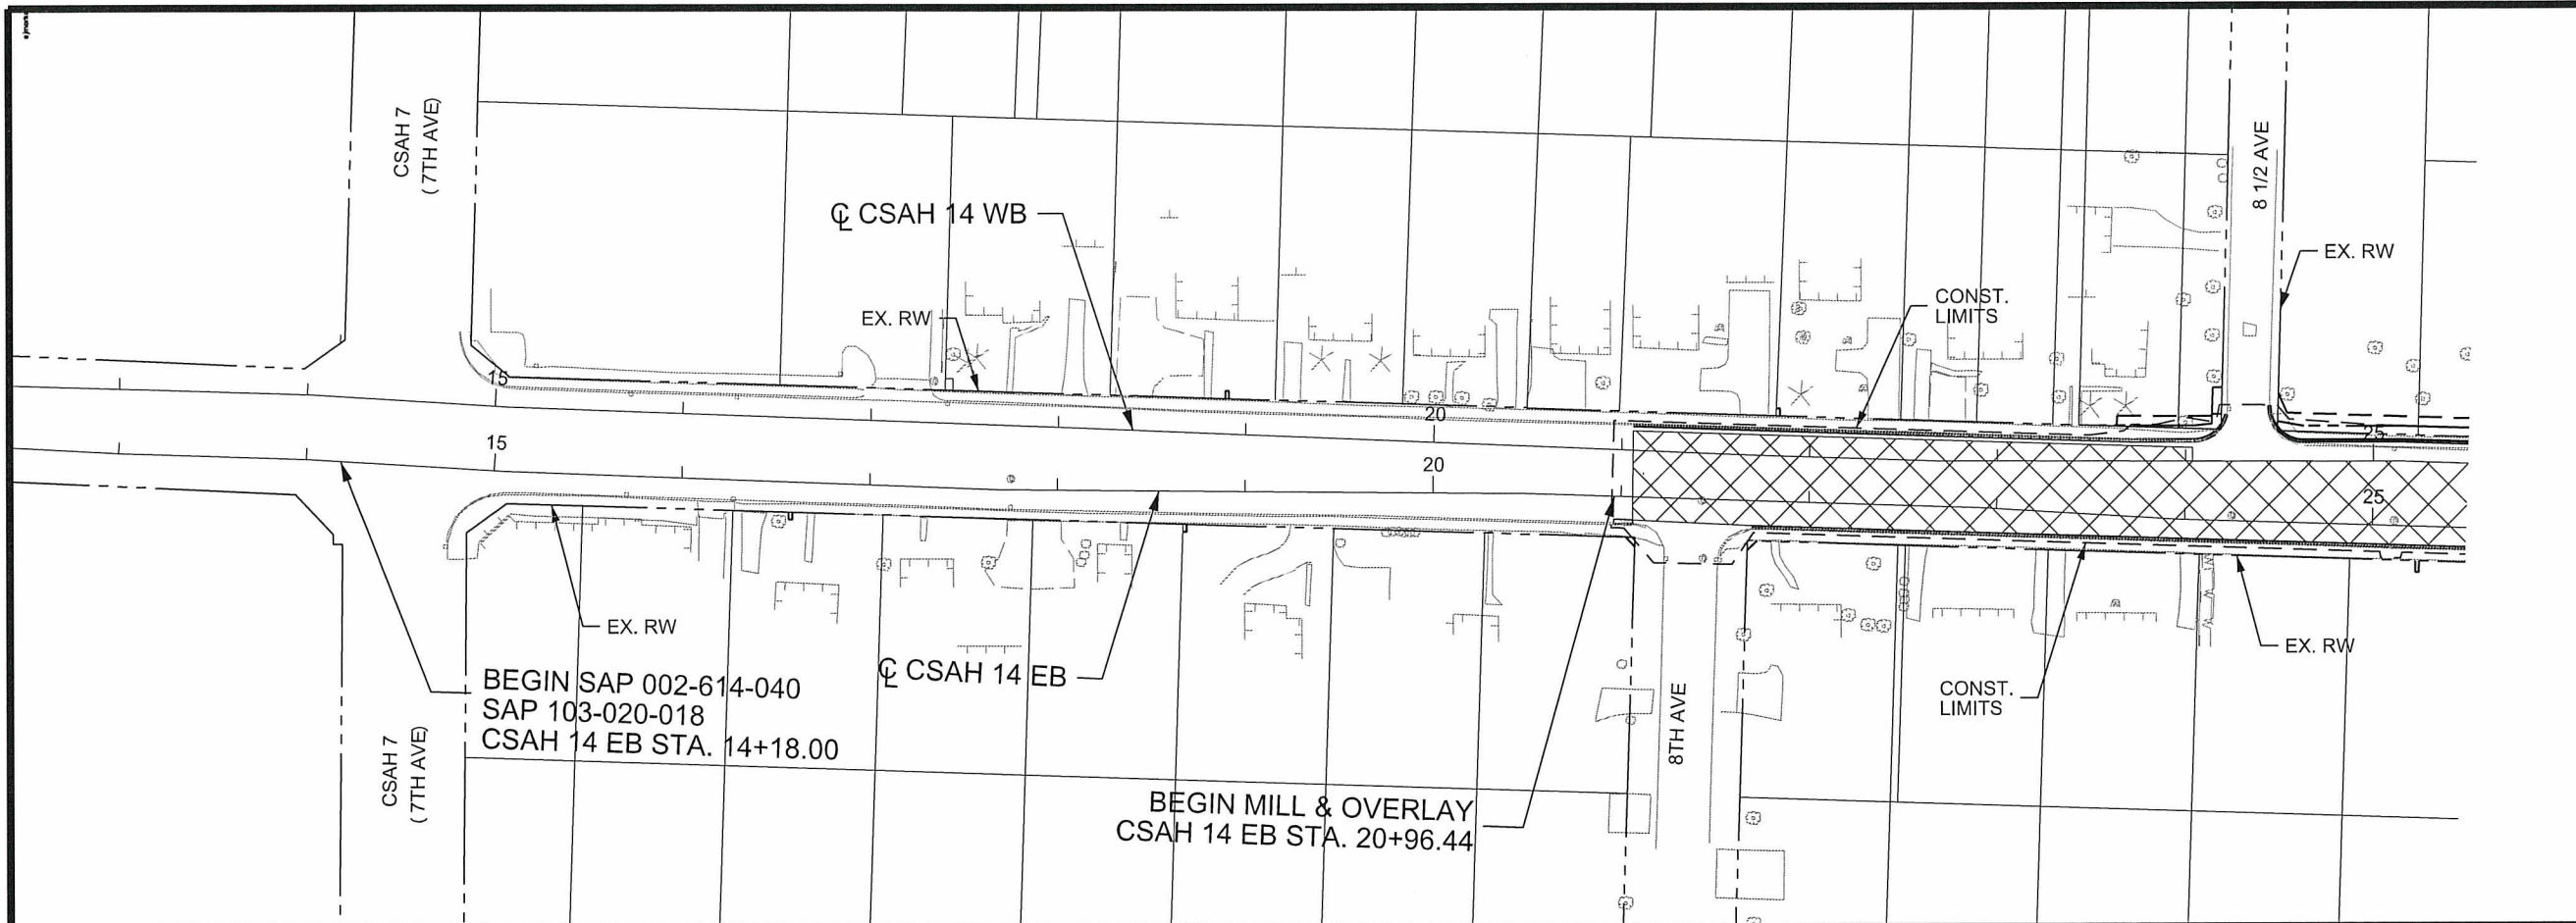 CSAH 7
(7TH AVE)
℄ CSAH 14 WB
EX. RW
CONST.
LIMITS
8 1/2 AVE
EX. RW
15
20
25
15
20
25
EX. RW
℄ CSAH 14 EB
BEGIN SAP 002-614-040
SAP 103-020-018
CSAH 14 EB STA. 14+18.00
CSAH 7
(7TH AVE)
BEGIN MILL & OVERLAY
CSAH 14 EB STA. 20+96.44
8TH AVE
CONST.
LIMITS
EX. RW